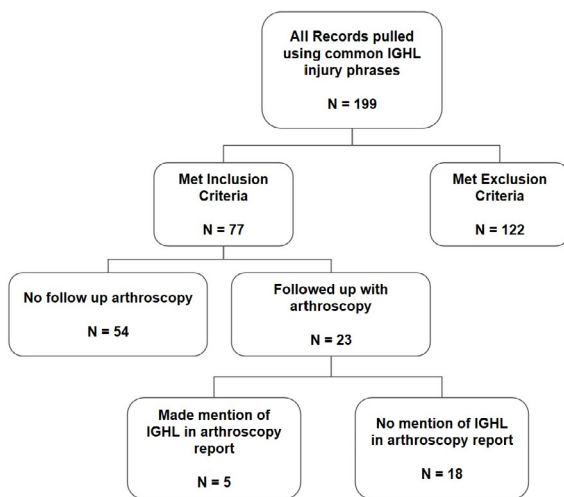 All Records pulled
using common IGHL
injury phrases
N = 199
Met Inclusion
Criteria
N = 77
Met Exclusion
Criteria
N = 122
No follow up arthroscopy
N = 54
Followed up with
arthroscopy
N = 23
Made mention of
IGHL in arthroscopy
report
N = 5
No mention of IGHL
in arthroscopy report
N = 18